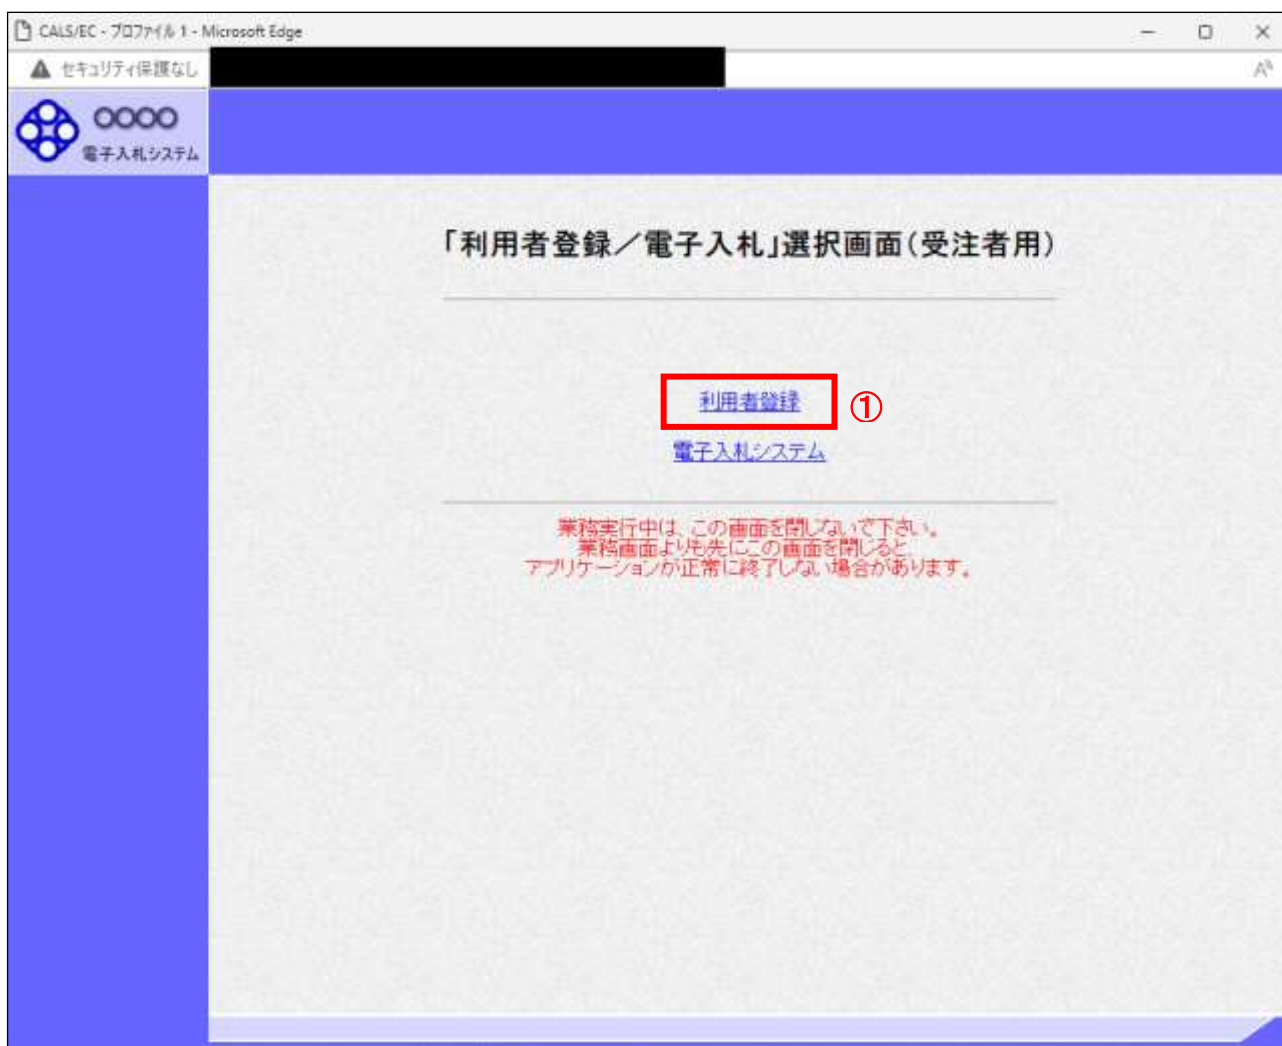 CALS/EC - プロファイル 1 - Microsoft Edge
セキュリティ保護なし
〇〇〇〇
電子入札システム
「利用者登録／電子入札」選択画面(受注者用)
利用者登録
①
電子入札システム
業務実行中は、この画面を閉じないで下さい。
業務画面よりも先にこの画面を閉じると、
アプリケーションが正常に終了しない場合があります。